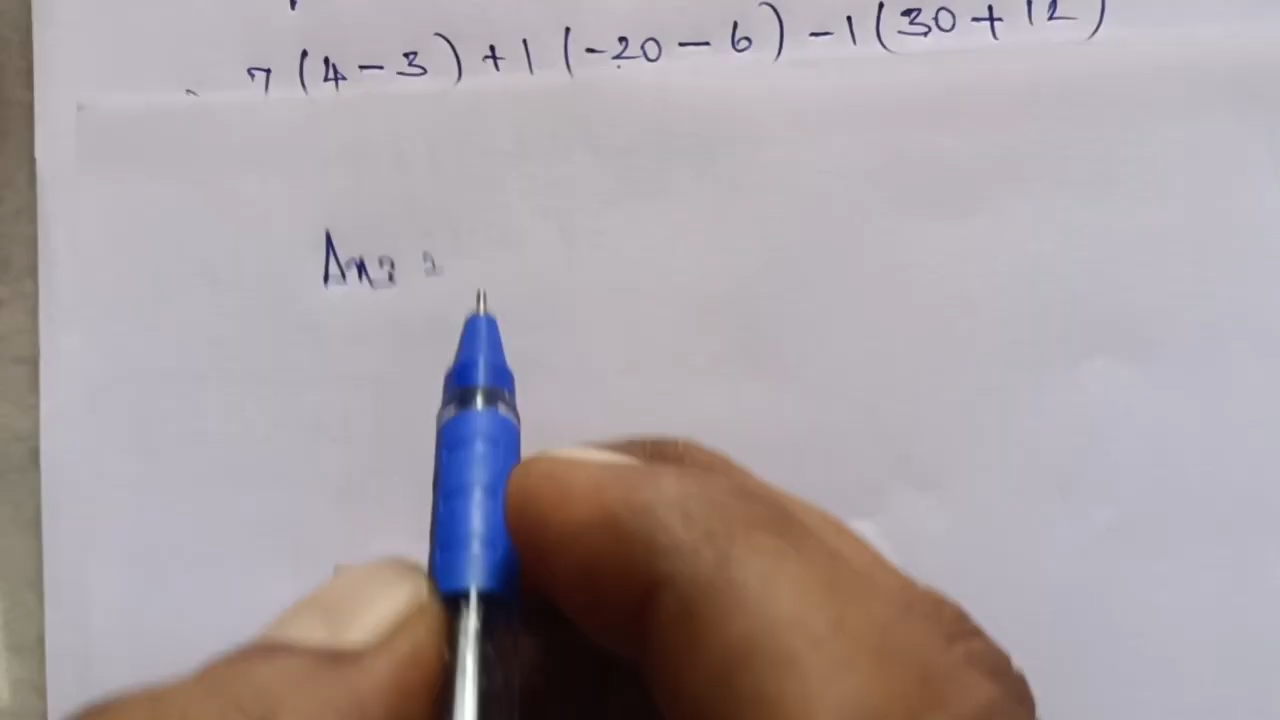 7 (4 - 3) + 1 (-20 - 6) - 1 (30 + 12)
Ans =